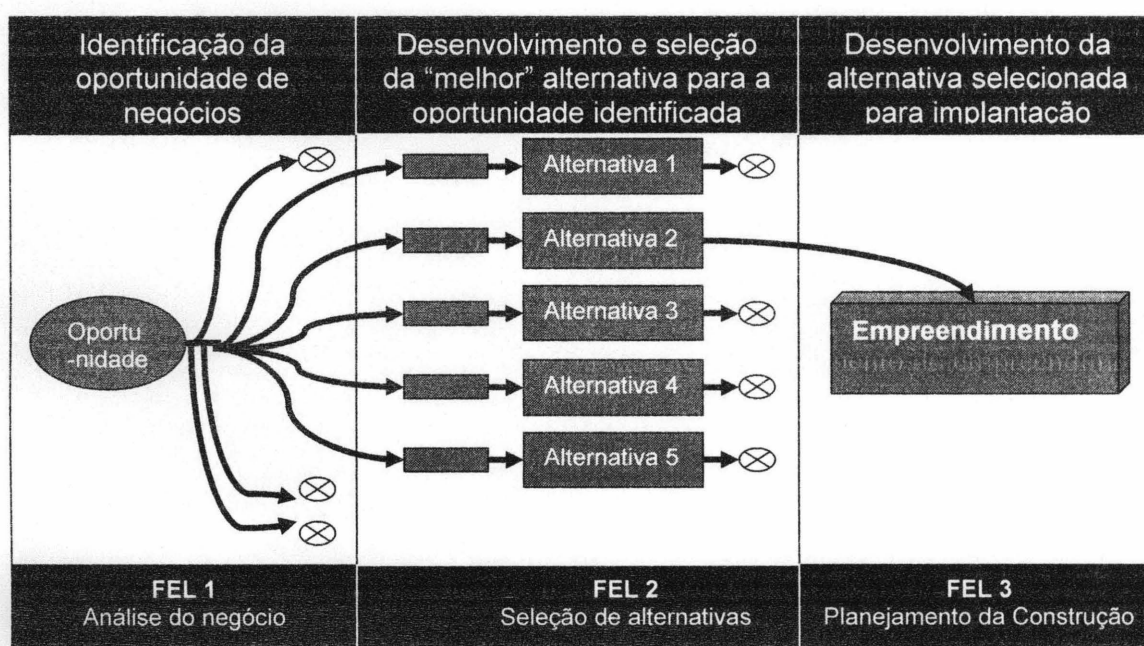 Identificação da
oportunidade de
negócios
Desenvolvimento e seleção
da “melhor” alternativa para a
oportunidade identificada
Desenvolvimento da
alternativa selecionada
para implantação
Oportu
-nidade
Alternativa 1
Alternativa 2
Alternativa 3
Alternativa 4
Alternativa 5
Empreendimento
FEL 1
Análise do negócio
FEL 2
Seleção de alternativas
FEL 3
Planejamento da Construção